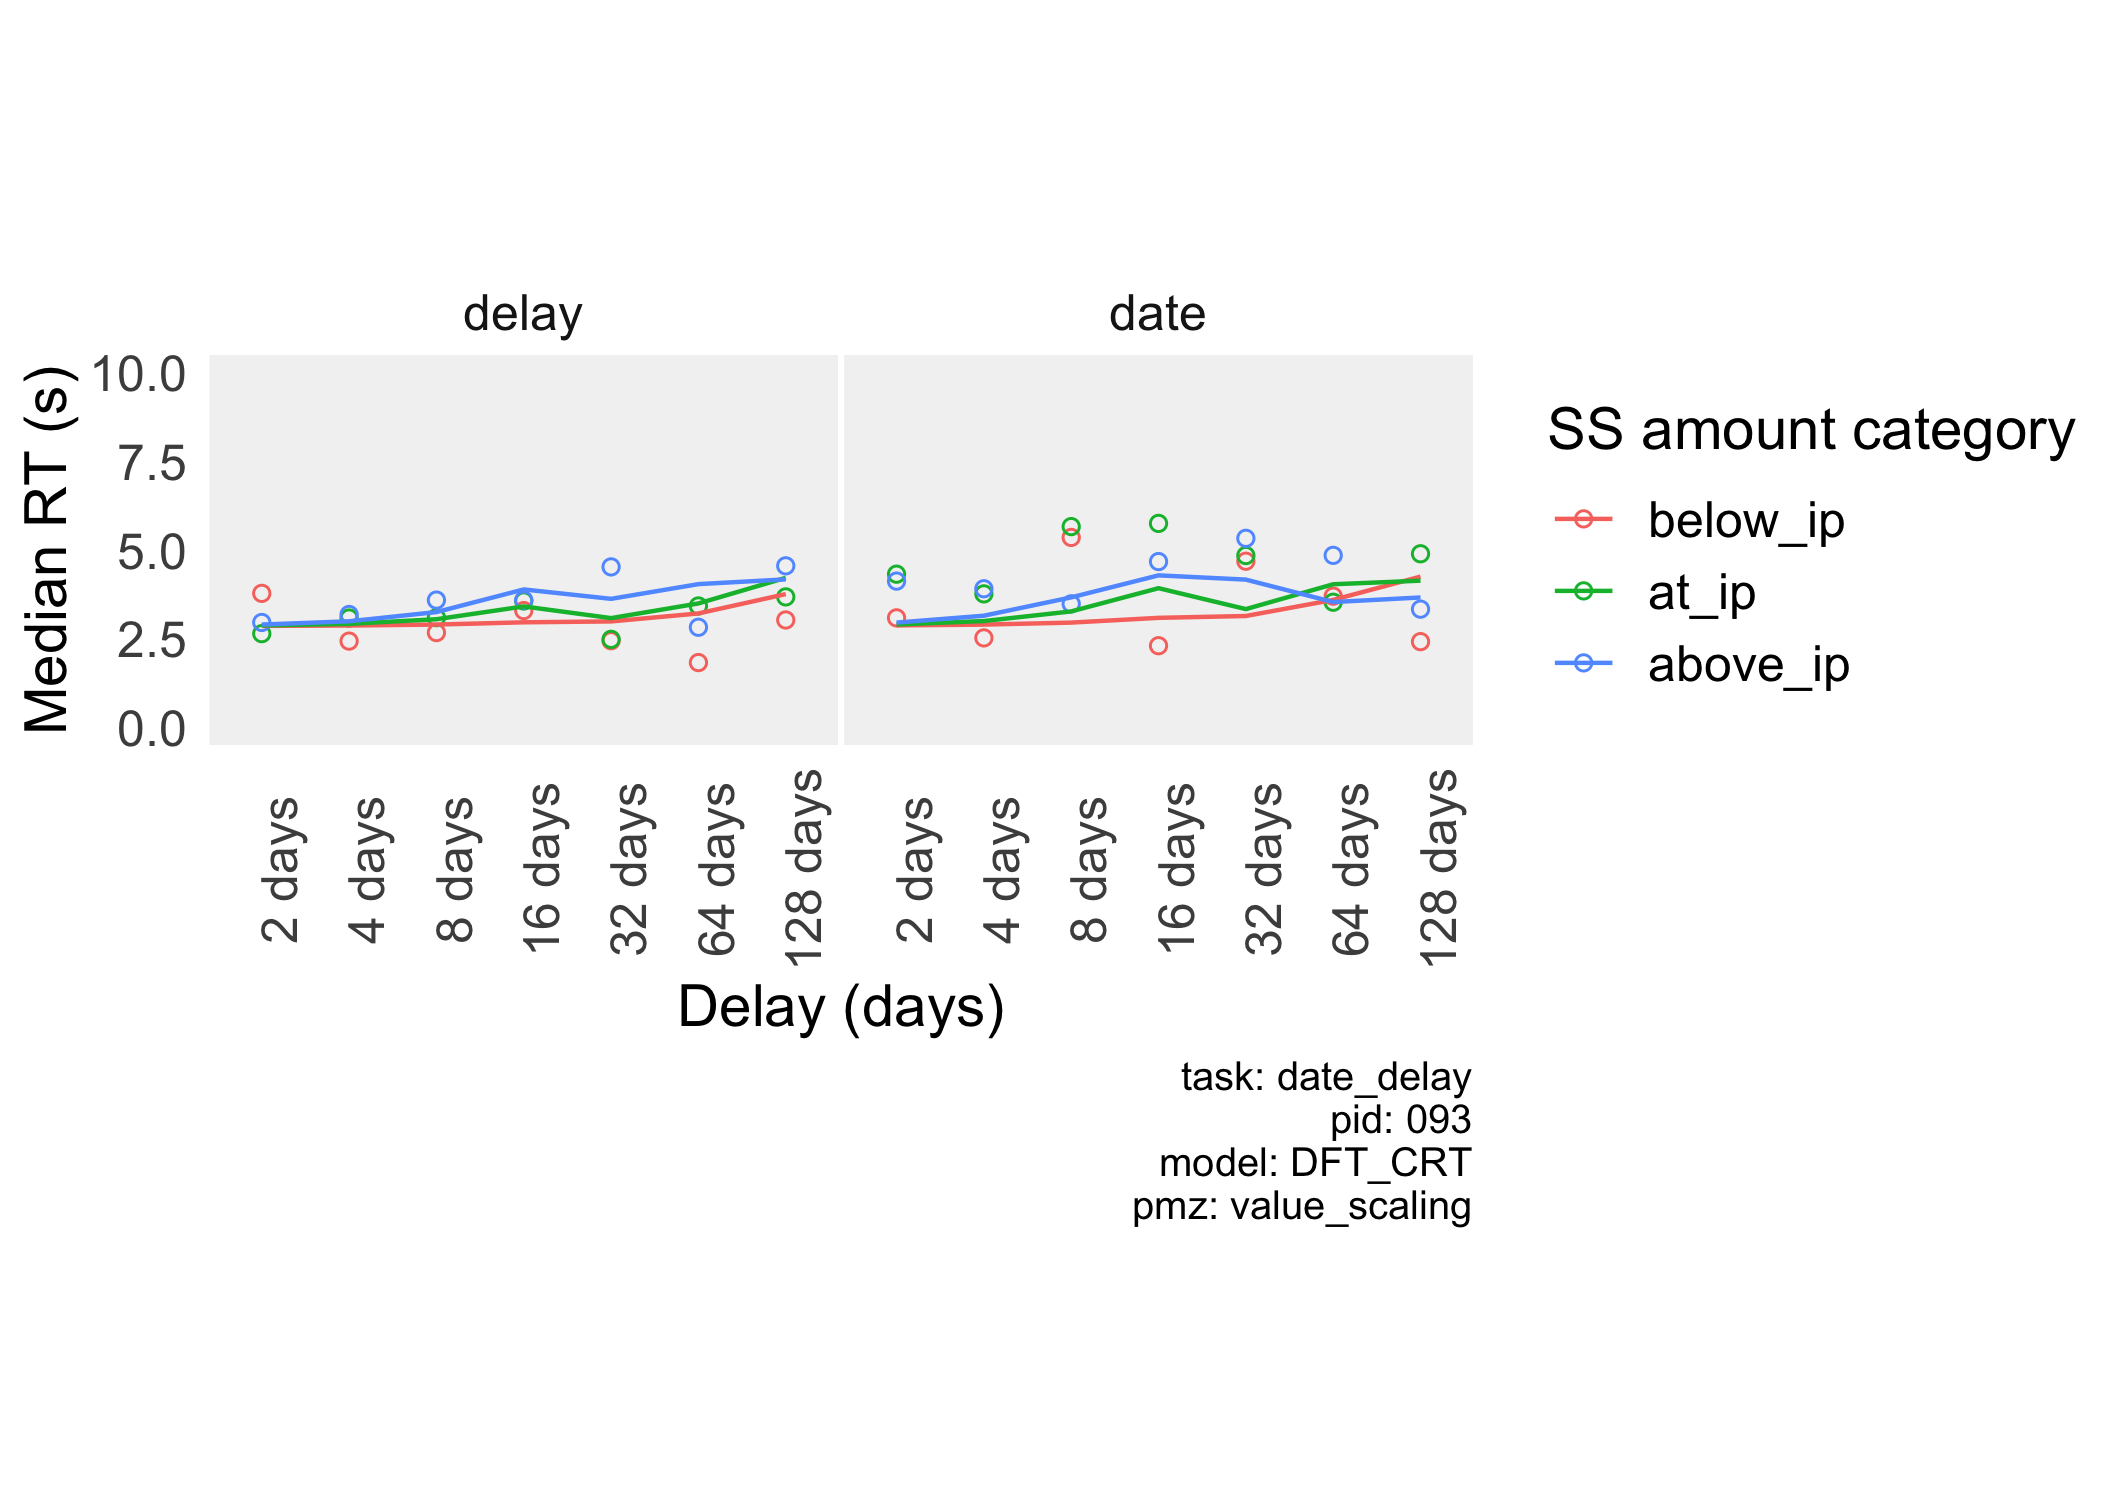 delay
date
Median RT (s)
10.0
7.5
5.0
2.5
0.0
2 days
4 days
8 days
16 days
32 days
64 days
128 days
2 days
4 days
8 days
16 days
32 days
64 days
128 days
Delay (days)
SS amount category
below_ip
at_ip
above_ip
task: date_delay
pid: 093
model: DFT_CRT
pmz: value_scaling